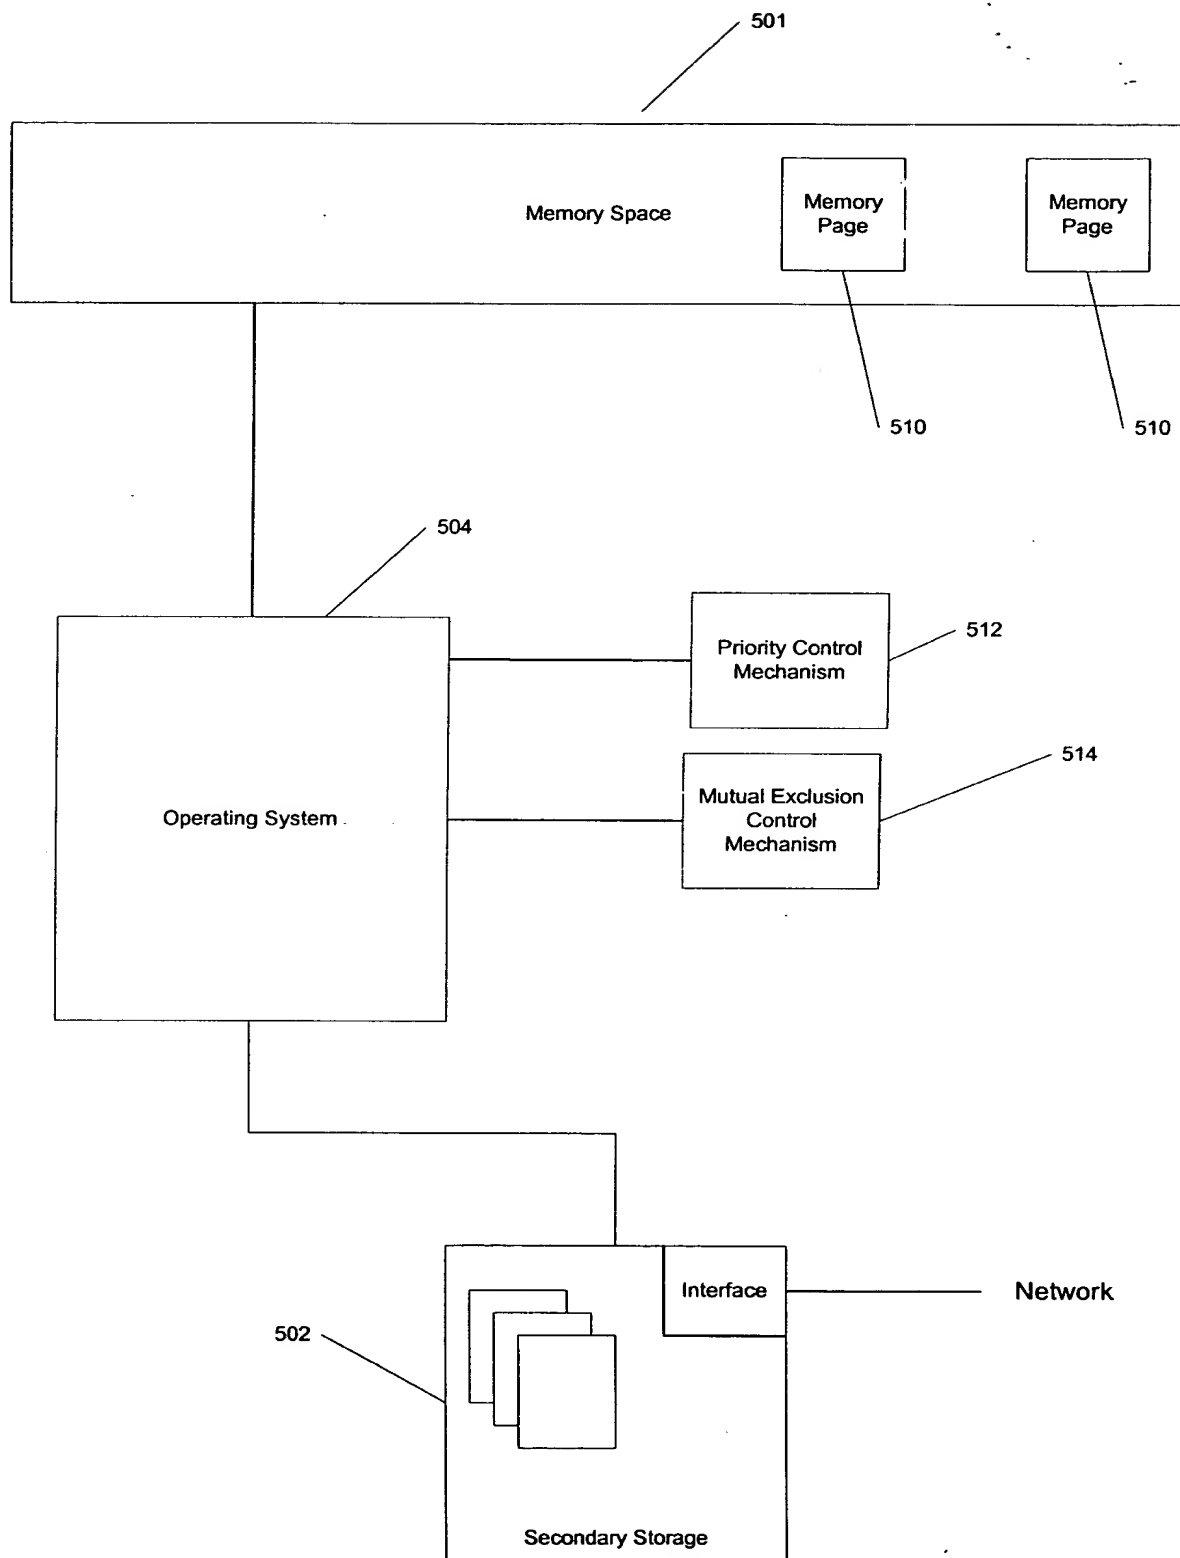 501
Memory Space
Memory
Page
Memory
Page
510
510
504
Priority Control
Mechanism
512
Operating System
Mutual Exclusion
Control
Mechanism
514
Interface
Network
502
Secondary Storage